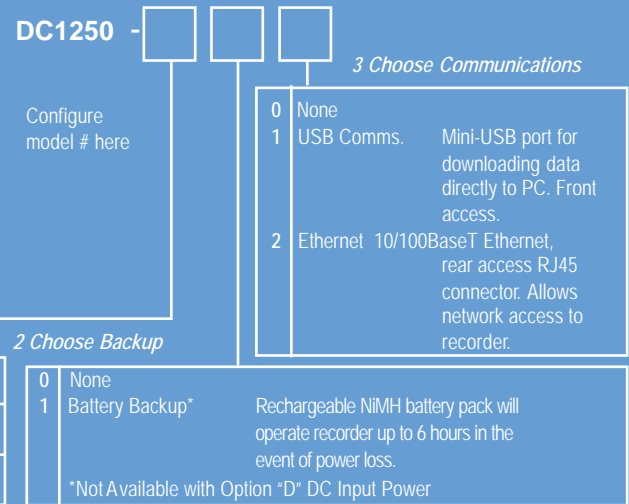 DC1250 -
3 Choose Communications
Configure
model # here
0 None
1 USB Comms. Mini-USB port for
downloading data
directly to PC. Front
access.
2 Ethernet 10/100BaseT Ethernet,
rear access RJ45
connector. Allows
network access to
recorder.
2 Choose Backup
0 None
1 Battery Backup* Rechargeable NiMH battery pack will
operate recorder up to 6 hours in the
event of power loss.
*Not Available with Option "D" DC Input Power